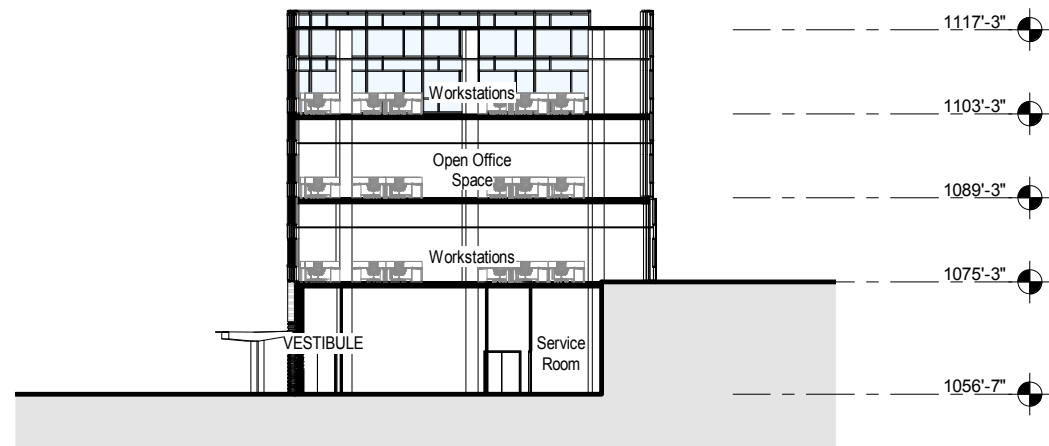 1117'-3"
Workstations
1103'-3"
Open Office
Space
1089'-3"
Workstations
1075'-3"
VESTIBULE
Service
Room
1056'-7"